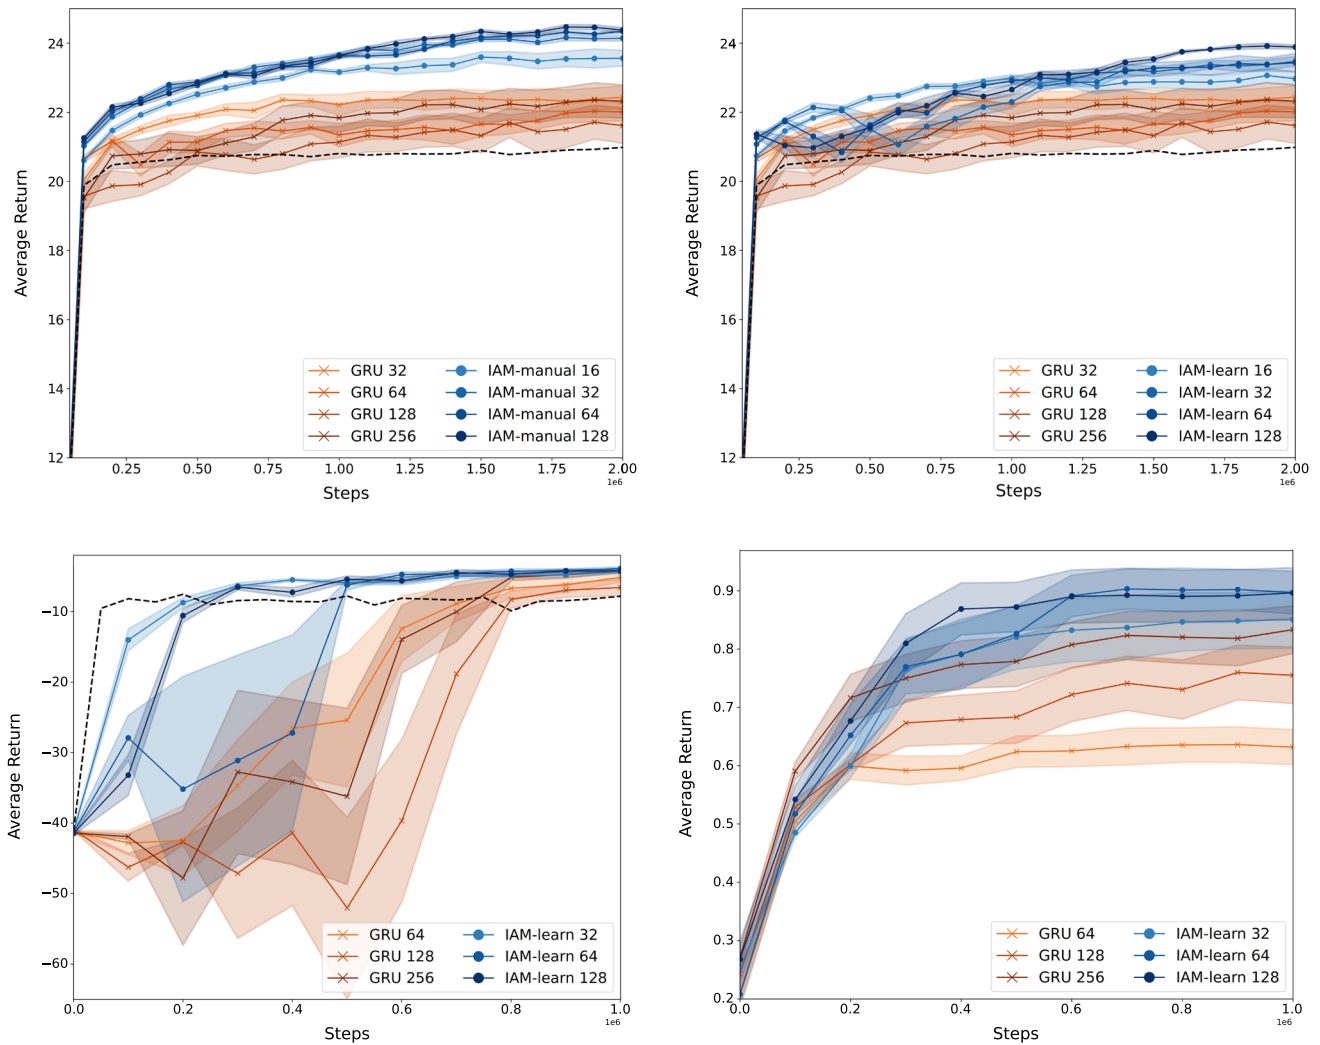 24
22
20
18
16
14
12
Average Return
GRU 32
GRU 64
GRU 128
GRU 256
IAM-manual 16
IAM-manual 32
IAM-manual 64
IAM-manual 128
0.25 0.50 0.75 1.00 1.25 1.50 1.75 2.00
1e6
Steps
24
22
20
18
16
14
12
Average Return
GRU 32
GRU 64
GRU 128
GRU 256
IAM-learn 16
IAM-learn 32
IAM-learn 64
IAM-learn 128
0.25 0.50 0.75 1.00 1.25 1.50 1.75 2.00
1e6
Steps
−10
−20
−30
−40
−50
−60
Average Return
GRU 64
GRU 128
GRU 256
IAM-learn 32
IAM-learn 64
IAM-learn 128
0.0 0.2 0.4 0.6 0.8 1.0
1e6
Steps
0.9
0.8
0.7
0.6
0.5
0.4
0.3
0.2
Average Return
GRU 64
GRU 128
GRU 256
IAM-learn 32
IAM-learn 64
IAM-learn 128
0.0 0.2 0.4 0.6 0.8 1.0
1e6
Steps